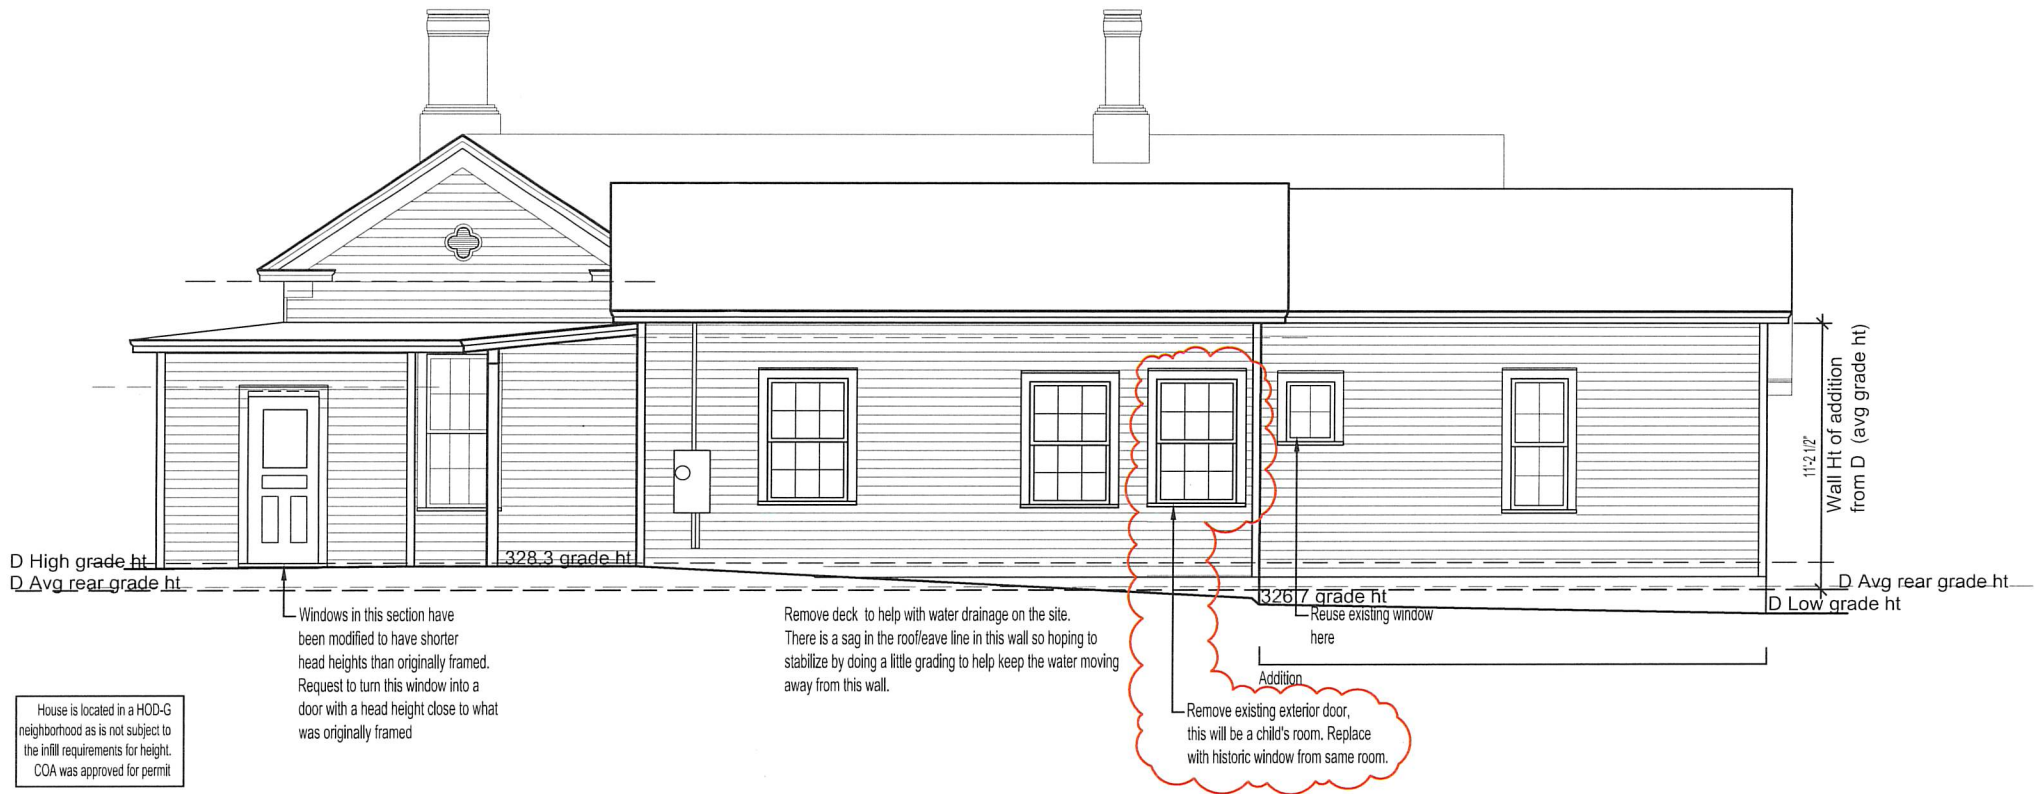 11'-2 1/2"
Wall Ht of addition
from D (avg grade ht)
D High grade ht
328.3 grade ht
D Avg rear grade ht
D Avg rear grade ht
326.7 grade ht
D Low grade ht
Windows in this section have
been modified to have shorter
head heights than originally framed.
Request to turn this window into a
door with a head height close to what
was originally framed
Remove deck to help with water drainage on the site.
There is a sag in the roof/eave line in this wall so hoping to
stabilize by doing a little grading to help keep the water moving
away from this wall.
Reuse existing window
here
Addition
Remove existing exterior door,
this will be a child's room. Replace
with historic window from same room.
House is located in a HOD-G
neighborhood as is not subject to
the infill requirements for height.
COA was approved for permit